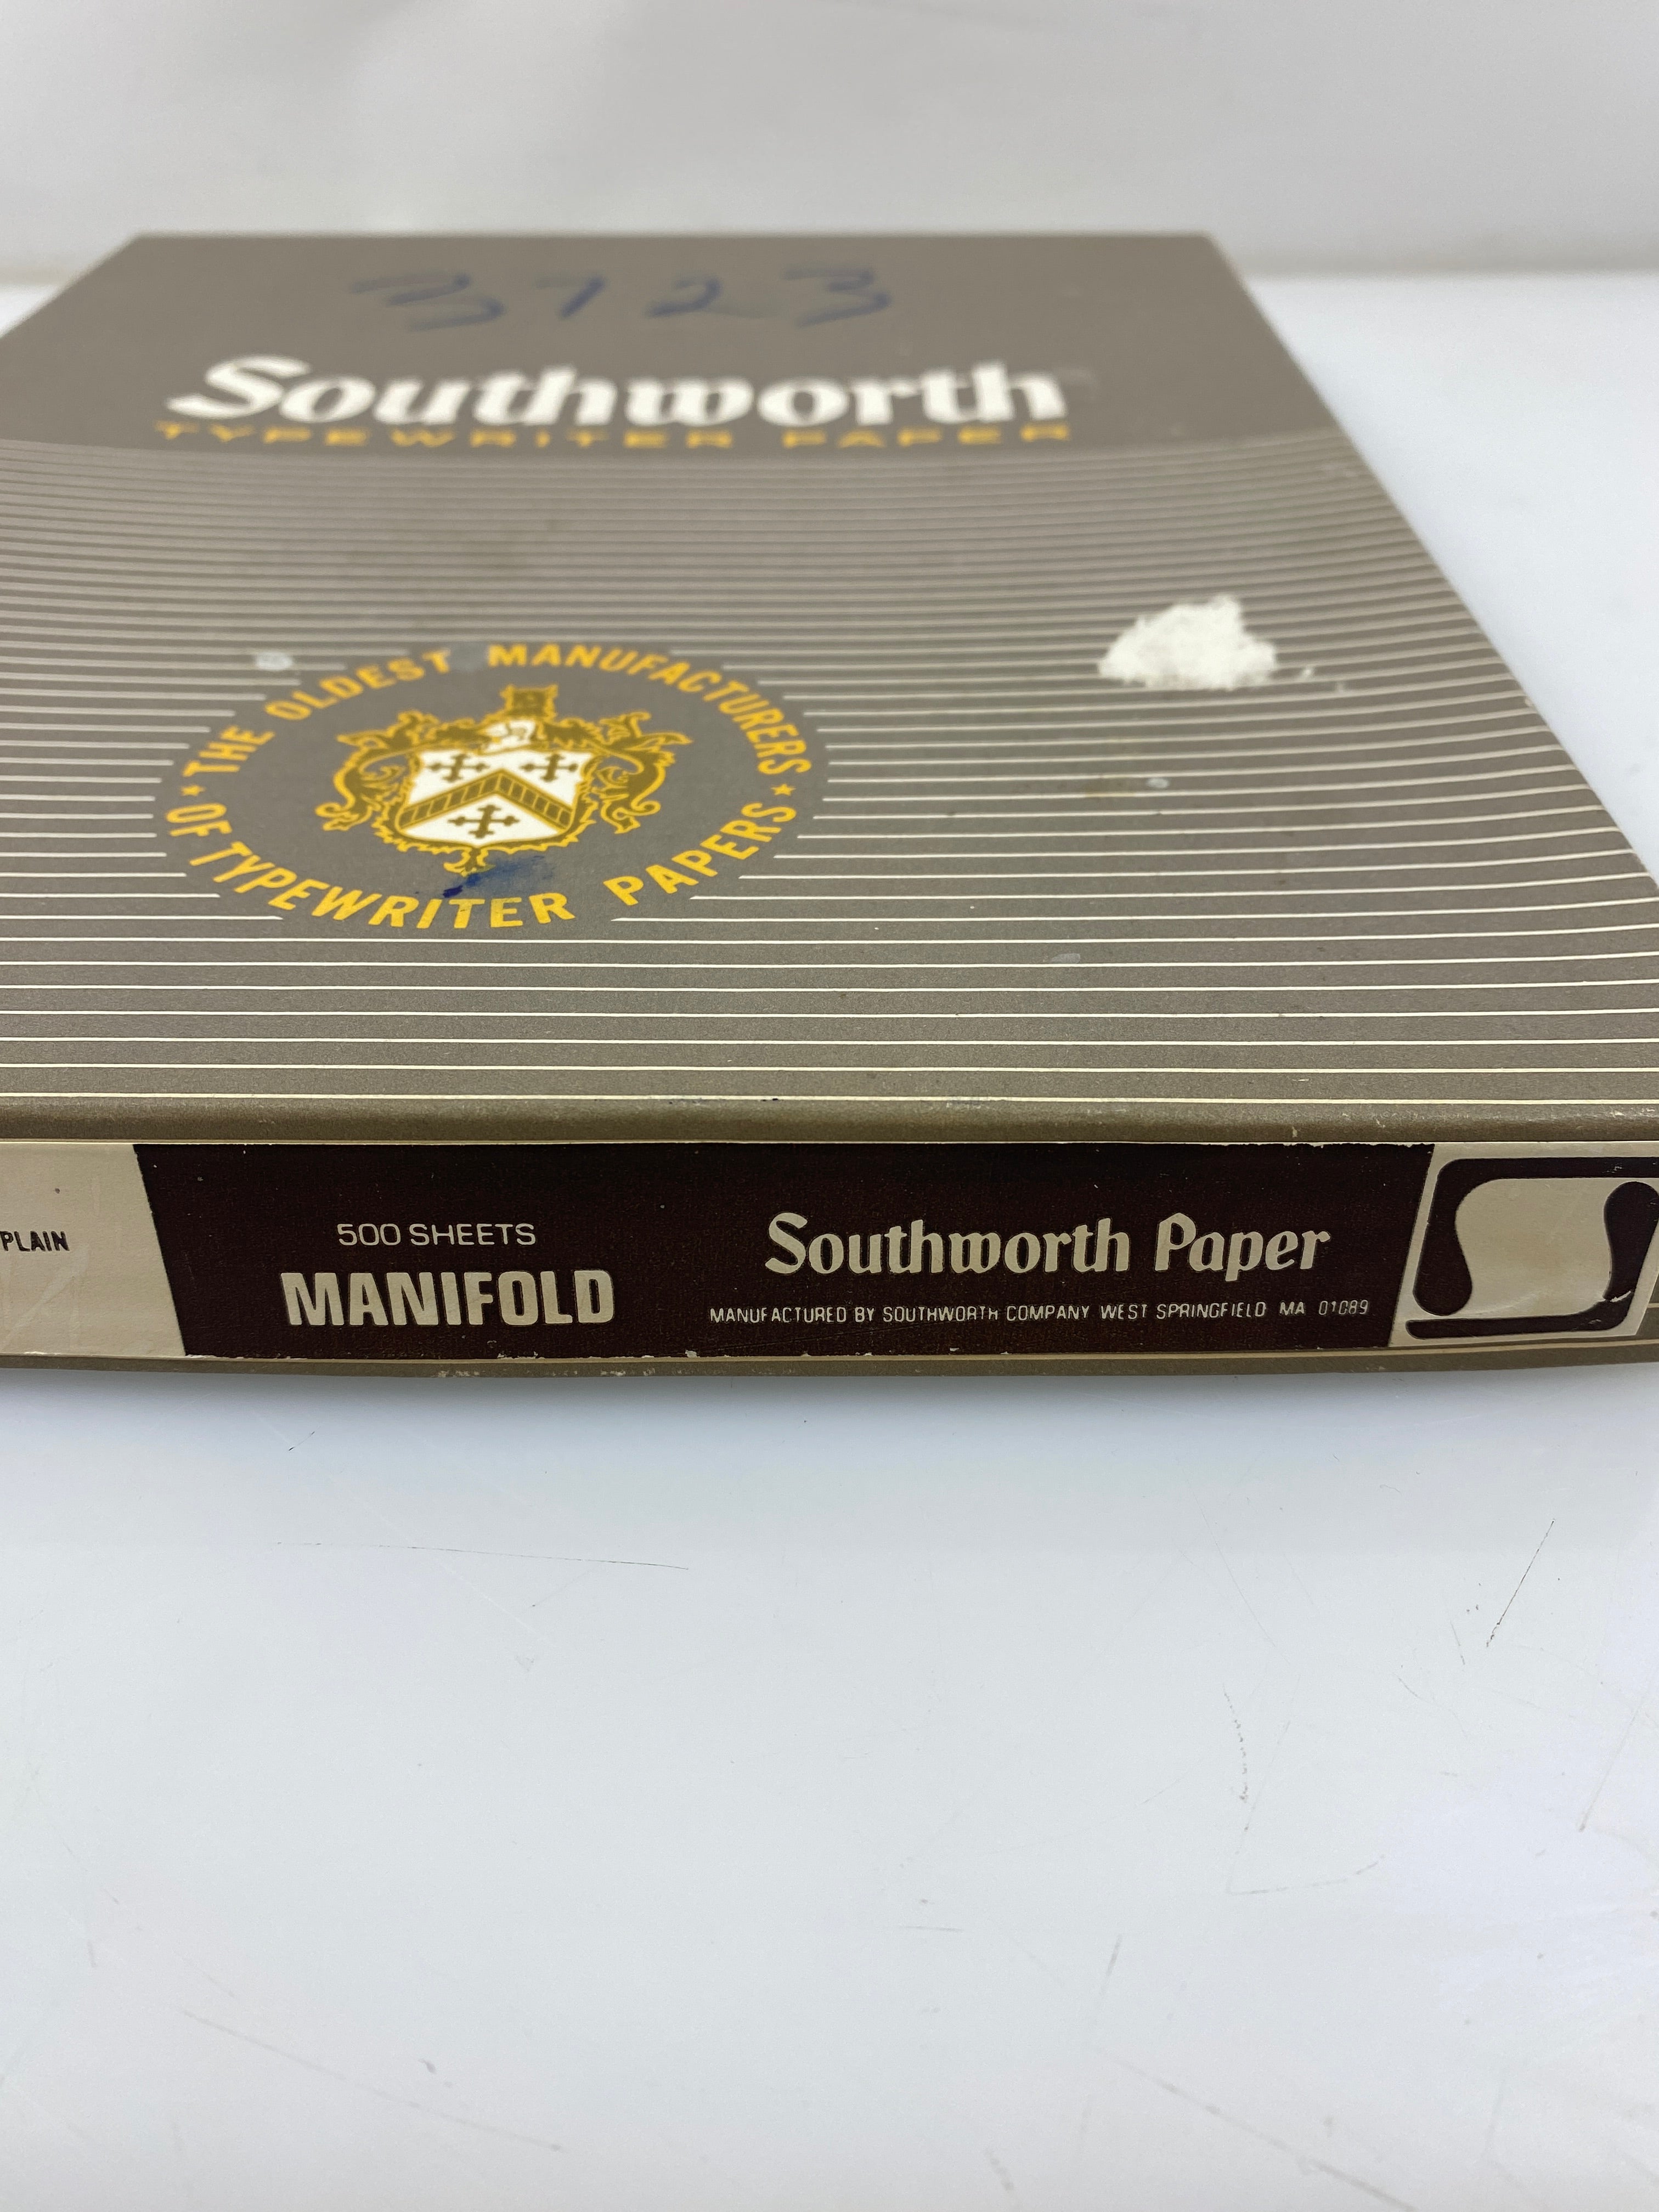 3723
Southworth
TYPEWRITER PAPER
★ THE OLDEST MANUFACTURERS ★
OF TYPEWRITER PAPERS
PLAIN
500 SHEETS
MANIFOLD
Southworth Paper
MANUFACTURED BY SOUTHWORTH COMPANY WEST SPRINGFIELD MA 01089